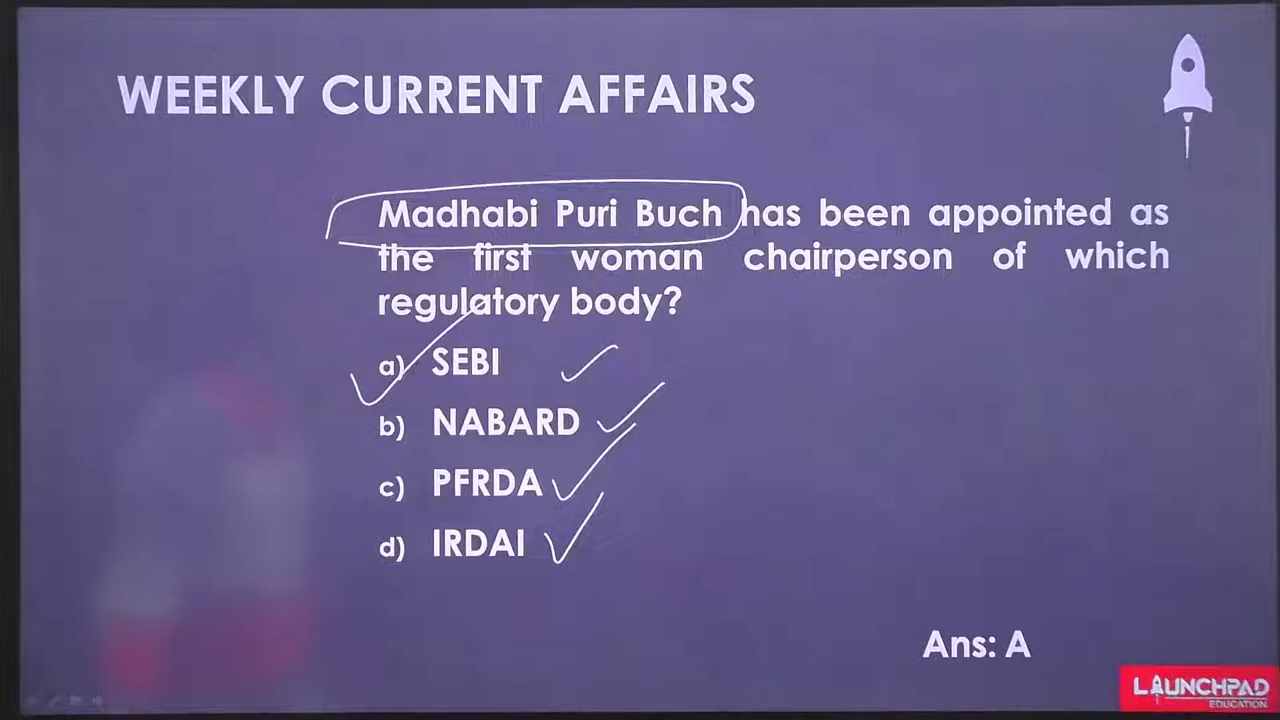 WEEKLY CURRENT AFFAIRS
Madhabi Puri Buch has been appointed as
the first woman chairperson of which
regulatory body?
a) SEBI
b) NABARD
c) PFRDA
d) IRDAI
Ans: A
LAUNCHPAD
EDUCATION